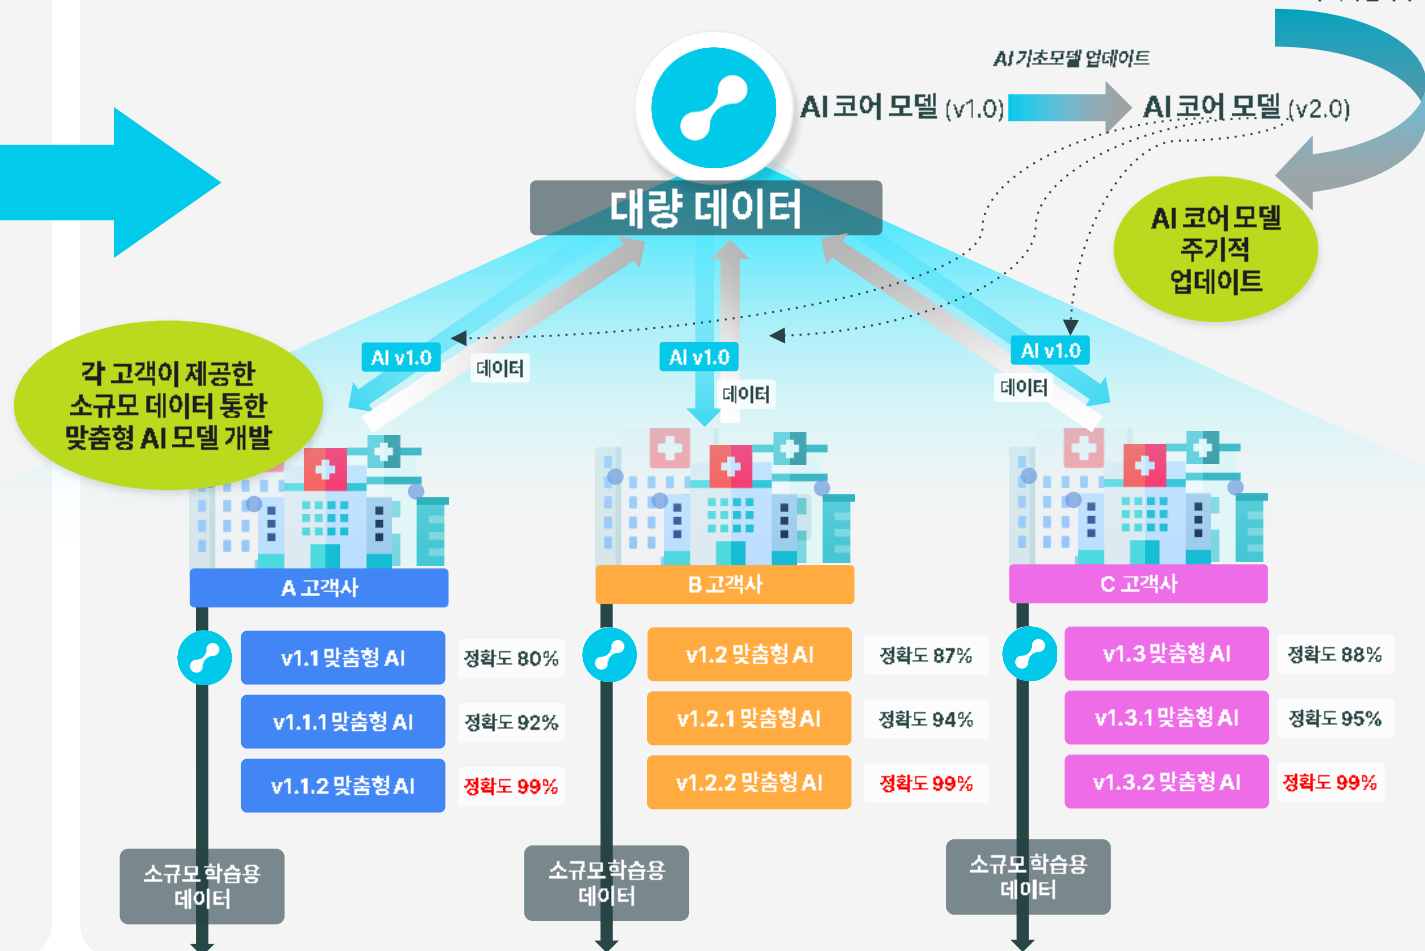 AI 기초모델 업데이트
AI 코어 모델 (v1.0)
AI 코어 모델 (v2.0)
대량 데이터
AI 코어 모델
주기적
업데이트
각 고객이 제공한
소규모 데이터 통한
맞춤형 AI 모델 개발
AI v1.0
데이터
AI v1.0
데이터
AI v1.0
데이터
A 고객사
B 고객사
C 고객사
v1.1 맞춤형 AI
정확도 80%
v1.1.1 맞춤형 AI
정확도 92%
v1.1.2 맞춤형 AI
정확도 99%
소규모 학습용
데이터
v1.2 맞춤형 AI
정확도 87%
v1.2.1 맞춤형 AI
정확도 94%
v1.2.2 맞춤형 AI
정확도 99%
소규모 학습용
데이터
v1.3 맞춤형 AI
정확도 88%
v1.3.1 맞춤형 AI
정확도 95%
v1.3.2 맞춤형 AI
정확도 99%
소규모 학습용
데이터